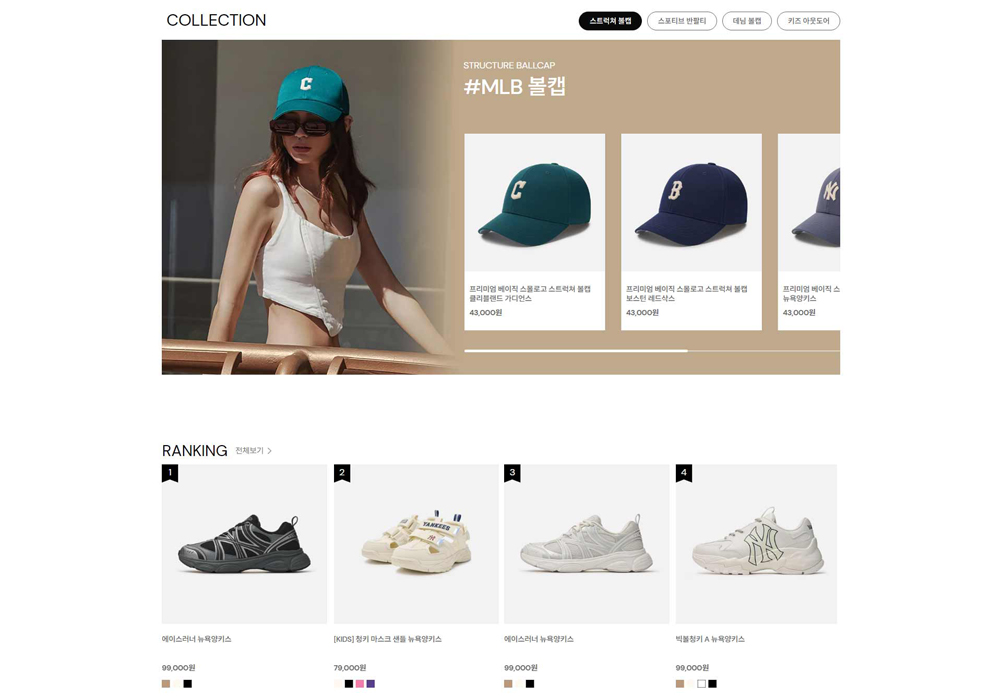 COLLECTION
스트럭쳐 볼캡
스포티브 반팔티
데님 볼캡
키즈 아웃도어
STRUCTURE BALLCAP
#MLB 볼캡
C
C
B
NY
프리미엄 베이직 스몰로고 스트럭쳐 볼캡
클리블랜드 가디언스
43,000원
프리미엄 베이직 스몰로고 스트럭쳐 볼캡
보스턴 레드삭스
43,000원
프리미엄 베이직 스
뉴욕양키스
43,000원
RANKING 전체보기 >
1
2
3
4
YANKEES
NY
에이스러너 뉴욕양키스
99,000원
[KIDS] 청키 마스크 샌들 뉴욕양키스
79,000원
에이스러너 뉴욕양키스
99,000원
빅볼청키 A 뉴욕양키스
99,000원